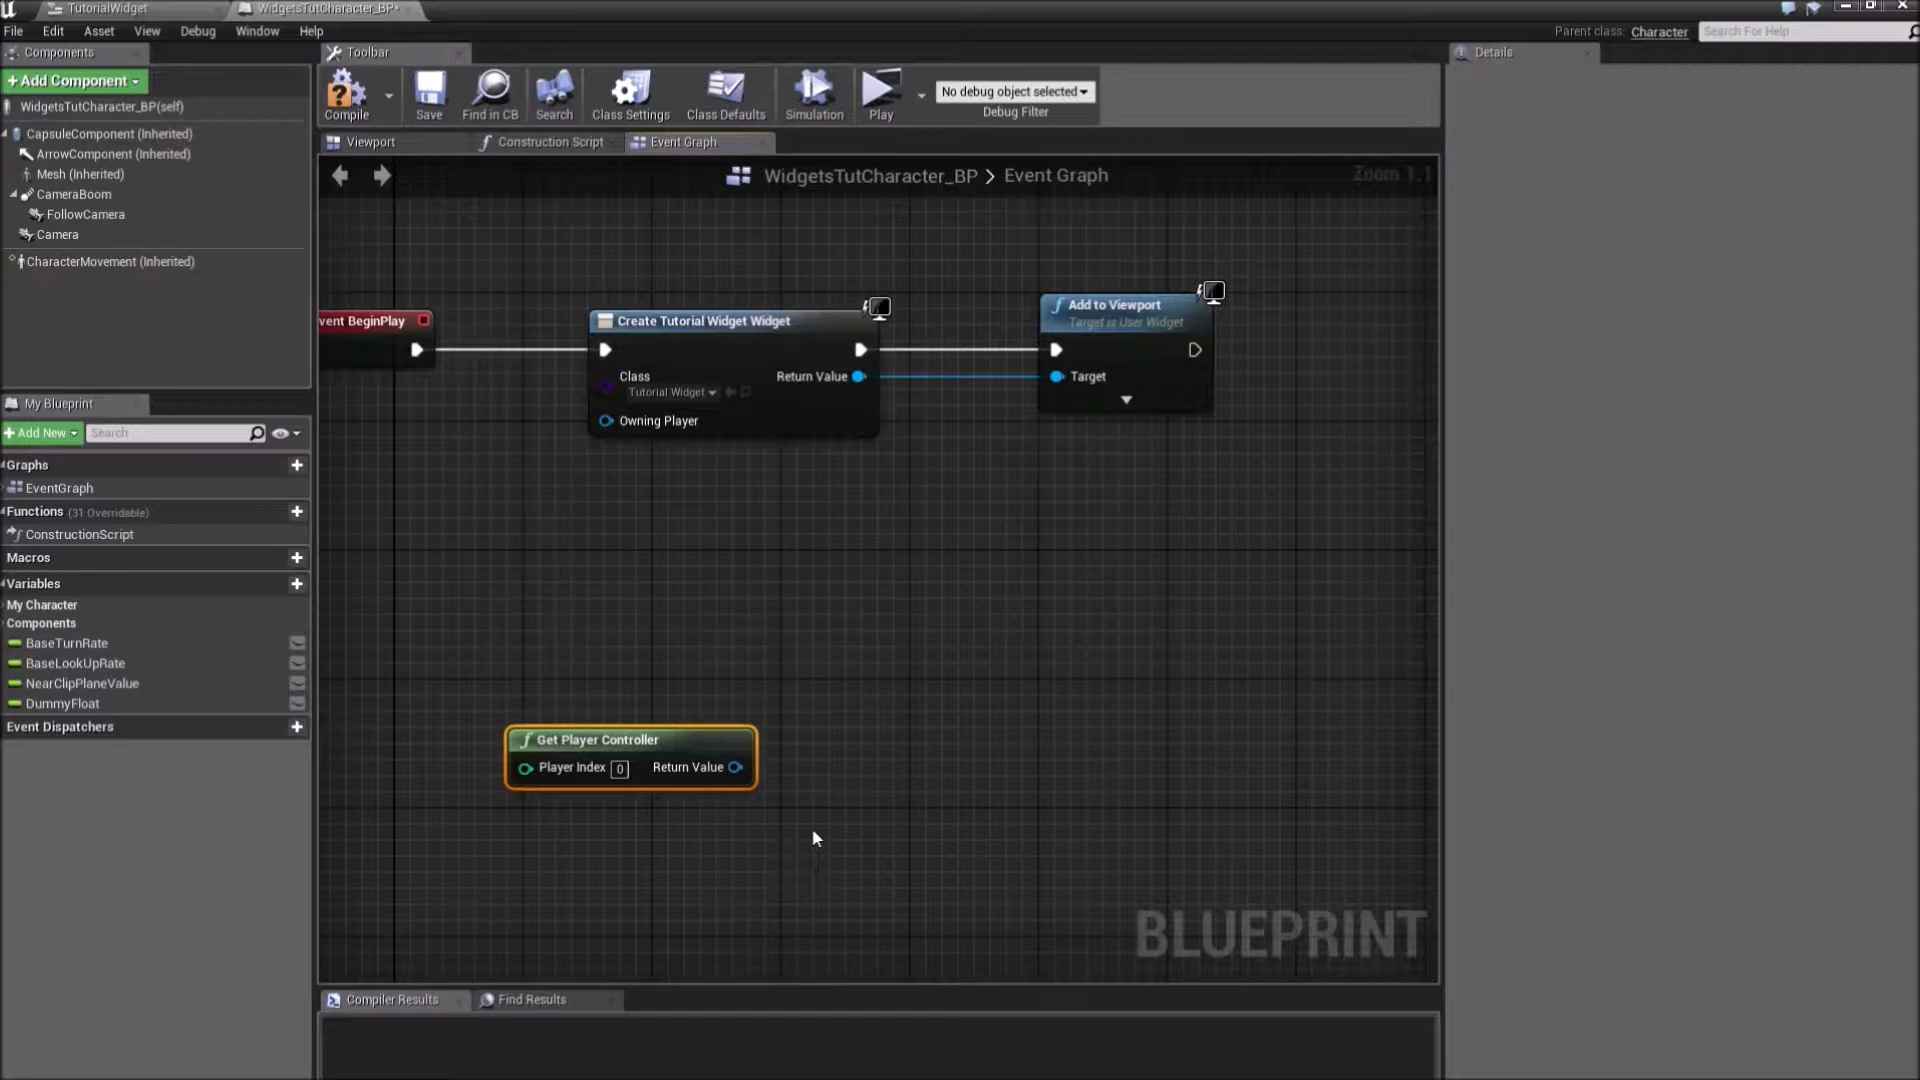 TutorialWidget
WidgetsTutCharacter_BP*
File Edit Asset View Debug Window Help
Parent class: Character Search For Help
Components
Toolbar
Details
+Add Component
WidgetsTutCharacter_BP(self)
CapsuleComponent (Inherited)
ArrowComponent (Inherited)
Mesh (Inherited)
CameraBoom
FollowCamera
Camera
CharacterMovement (Inherited)
Compile
Save
Find in CB
Search
Class Settings
Class Defaults
Simulation
Play
No debug object selected
Debug Filter
Viewport
Construction Script
Event Graph
WidgetsTutCharacter_BP > Event Graph
Zoom 1:1
vent BeginPlay
Create Tutorial Widget Widget
Class
Tutorial Widget
Return Value
Owning Player
Add to Viewport
Target is User Widget
Target
My Blueprint
+Add New Search
Graphs
EventGraph
Functions (31 Overridable)
ConstructionScript
Macros
Variables
My Character
Components
BaseTurnRate
BaseLookUpRate
NearClipPlaneValue
DummyFloat
Event Dispatchers
Get Player Controller
Player Index 0 Return Value
BLUEPRINT
Compiler Results
Find Results